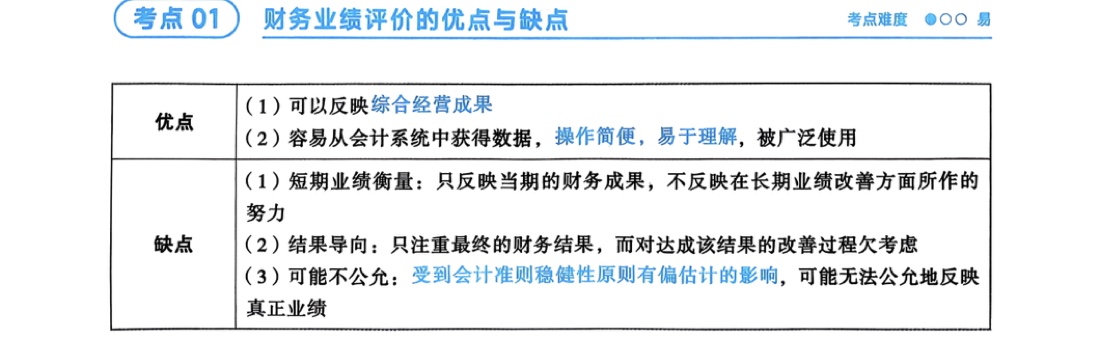 考点 01 财务业绩评价的优点与缺点 考点难度 易
优点
(1) 可以反映综合经营成果
(2) 容易从会计系统中获得数据,操作简便,易于理解,被广泛使用
缺点
(1) 短期业绩衡量:只反映当期的财务成果,不反映在长期业绩改善方面所作的
努力
(2) 结果导向:只注重最终的财务结果,而对达成该结果的改善过程欠考虑
(3) 可能不公允:受到会计准则稳健性原则有偏估计的影响,可能无法公允地反映
真正业绩